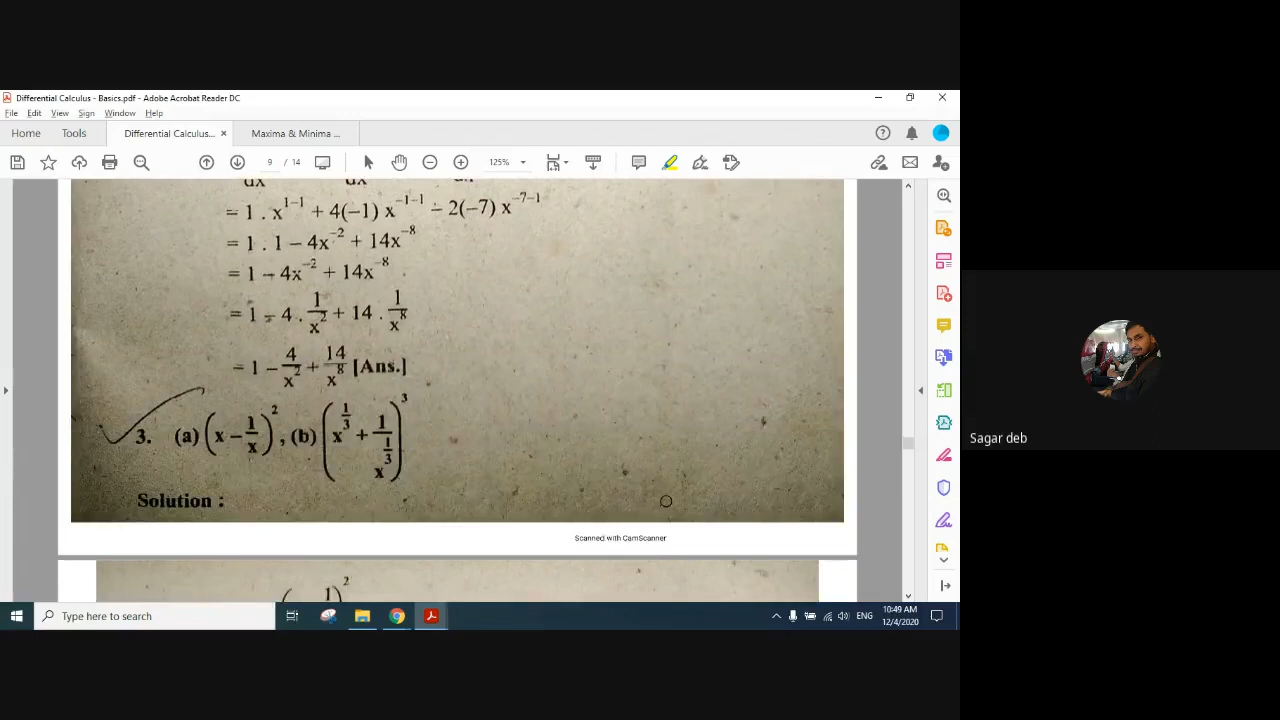 Differential Calculus - Basics.pdf - Adobe Acrobat Reader DC
File Edit View Sign Window Help
Home Tools Differential Calculus... × Maxima & Minima ...
9 / 14 125%
dx dx
= 1 . x^{1−1} + 4(−1) x^{−1−1} − 2(−7) x^{−7−1}
= 1 . 1 − 4x^{−2} + 14x^{−8}
= 1 − 4x^{−2} + 14x^{−8}
= 1 − 4 . 1/x^2 + 14 . 1/x^8
= 1 − 4/x^2 + 14/x^8 [Ans.]
3. (a) (x − 1/x)^2 , (b) (x^{1/3} + 1/x^{1/3})^3
Solution :
Scanned with CamScanner
Sagar deb
Type here to search
ENG
10:49 AM
12/4/2020